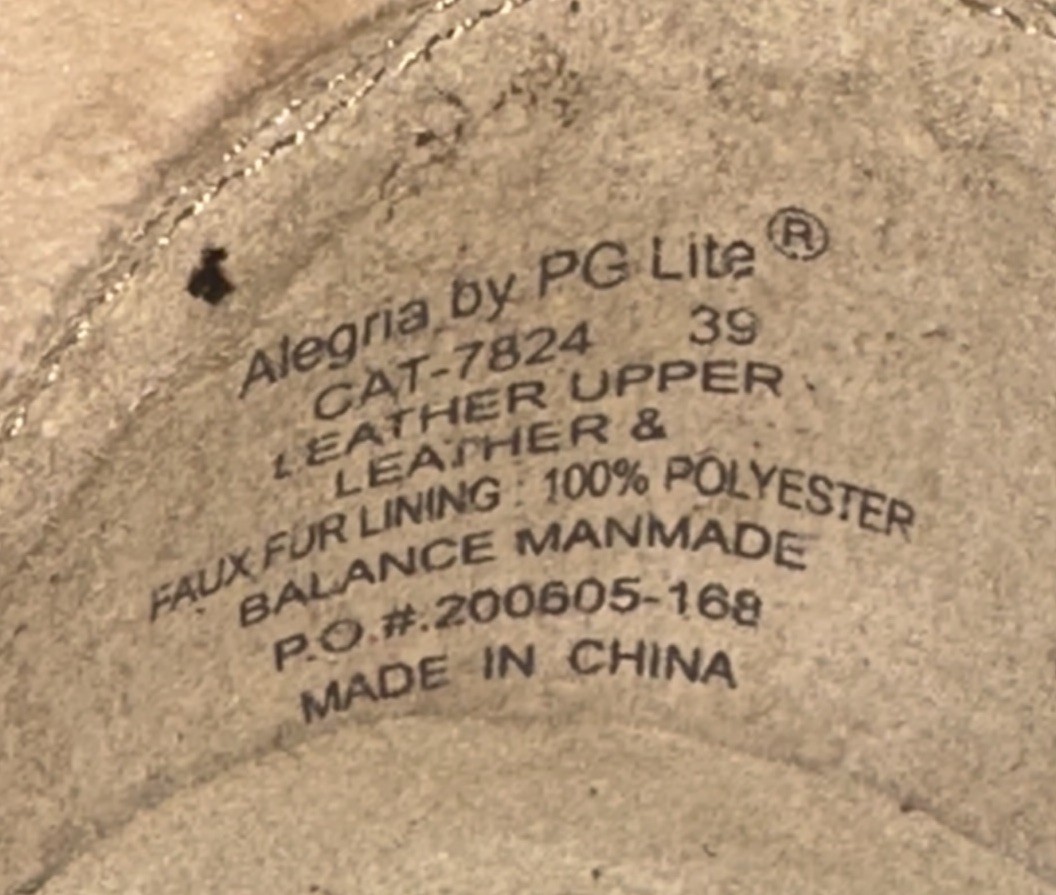 Alegria by PG Lite®
CAT-7824 39
LEATHER UPPER
LEATHER &
FAUX FUR LINING : 100% POLYESTER
BALANCE MANMADE
P.O.#.200605-168
MADE IN CHINA